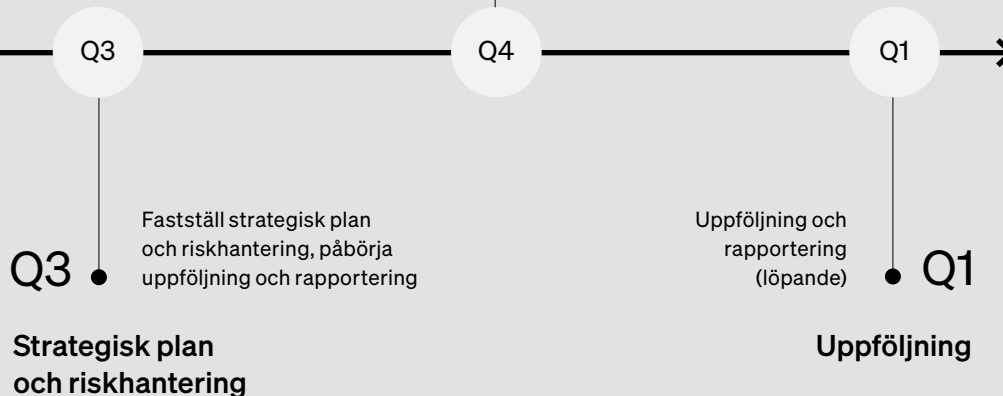 Q3
Q4
Q1
Fastställ strategisk plan
och riskhantering, påbörja
uppföljning och rapportering
Q3
Strategisk plan
och riskhantering
Uppföljning och
rapportering
(löpande)
Q1
Uppföljning